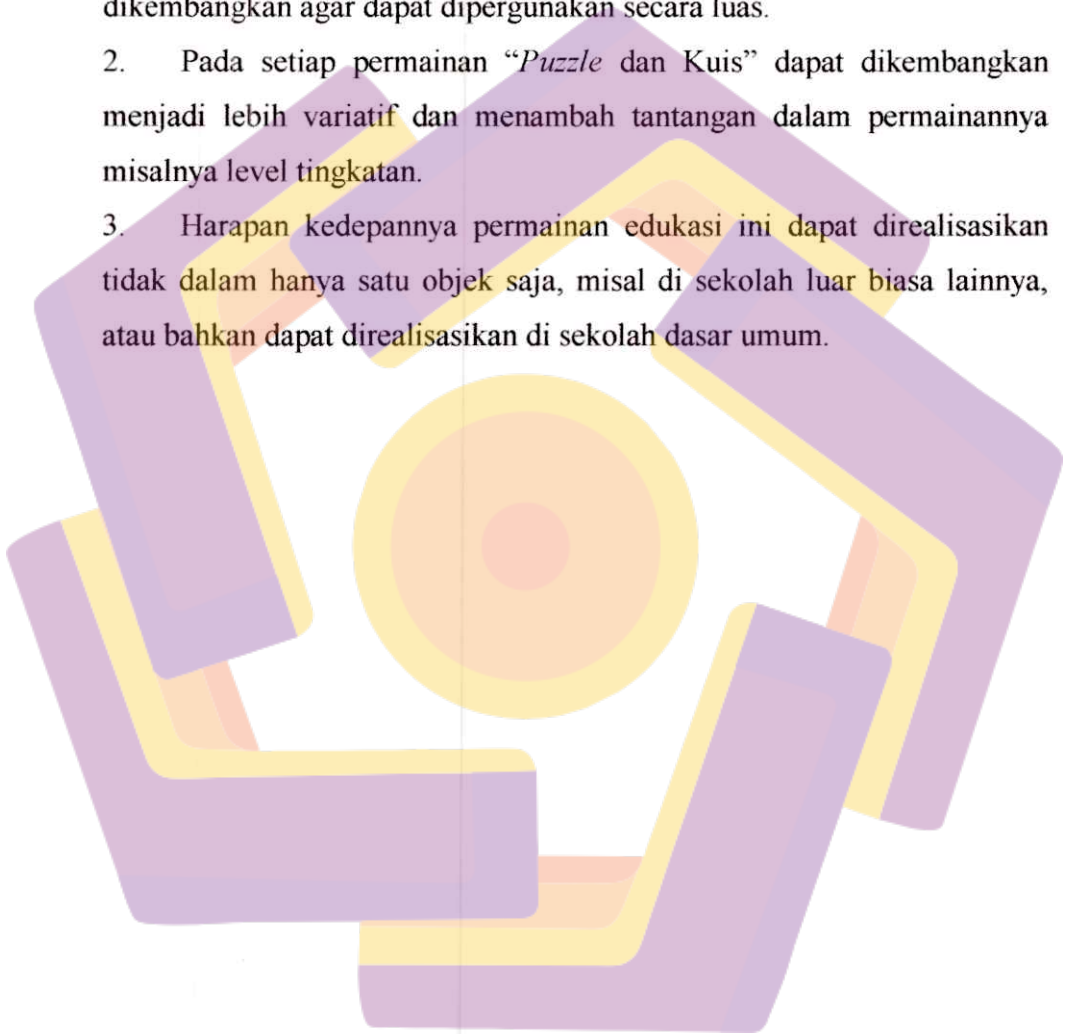 dikembangkan agar dapat dipergunakan secara luas.
2. Pada setiap permainan “Puzzle dan Kuis” dapat dikembangkan
menjadi lebih variatif dan menambah tantangan dalam permainannya
misalnya level tingkatan.
3. Harapan kedepannya permainan edukasi ini dapat direalisasikan
tidak dalam hanya satu objek saja, misal di sekolah luar biasa lainnya,
atau bahkan dapat direalisasikan di sekolah dasar umum.